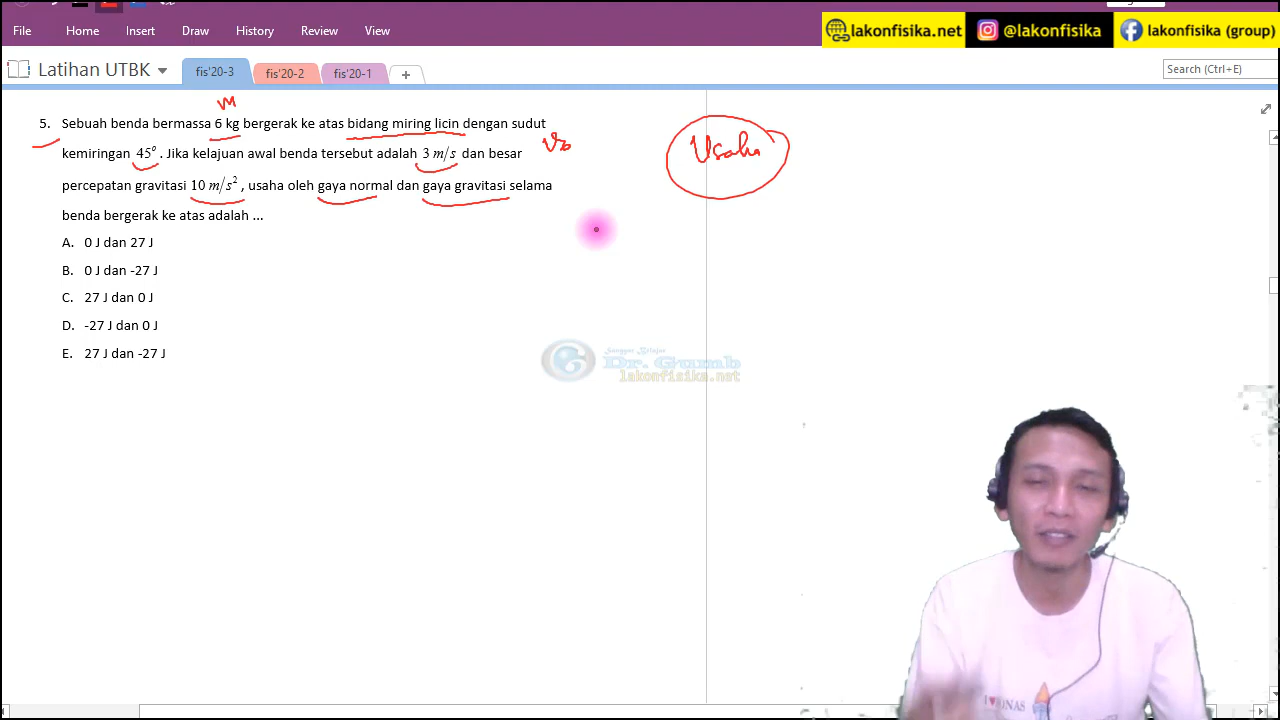 lakonfisika.net @lakonfisika lakonfisika (group)
File Home Insert Draw History Review View
Latihan UTBK fis'20-3 fis'20-2 fis'20-1 + Search (Ctrl+E)
m
5. Sebuah benda bermassa 6 kg bergerak ke atas bidang miring licin dengan sudut
kemiringan 45°. Jika kelajuan awal benda tersebut adalah 3 m/s dan besar
v₀
Usaha
percepatan gravitasi 10 m/s², usaha oleh gaya normal dan gaya gravitasi selama
benda bergerak ke atas adalah ...
A. 0 J dan 27 J
B. 0 J dan -27 J
C. 27 J dan 0 J
D. -27 J dan 0 J
E. 27 J dan -27 J
Sanggar Belajar
Dr. Gumb
lakonfisika.net